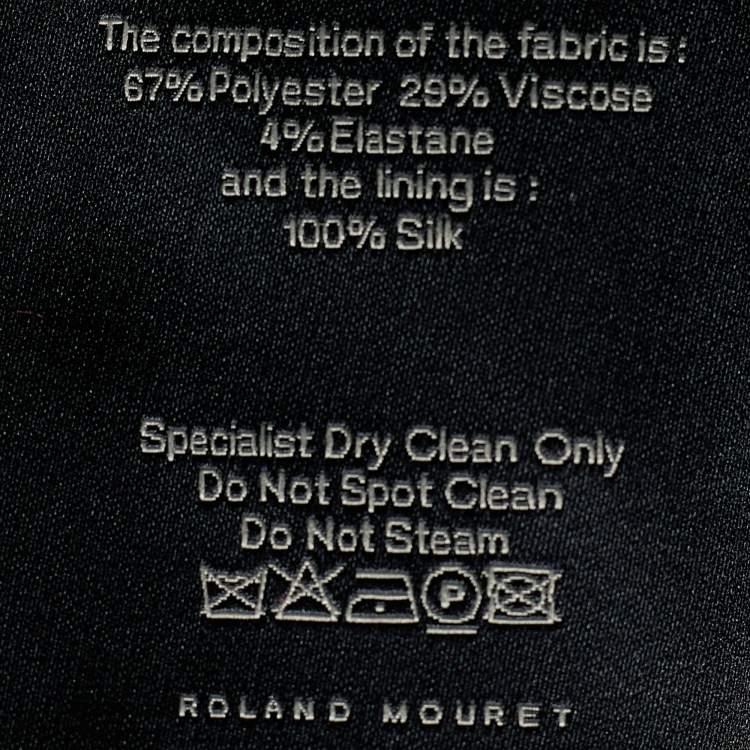 The composition of the fabric is :
67% Polyester 29% Viscose
4% Elastane
and the lining is :
100% Silk
Specialist Dry Clean Only
Do Not Spot Clean
Do Not Steam
P
ROLAND MOURET